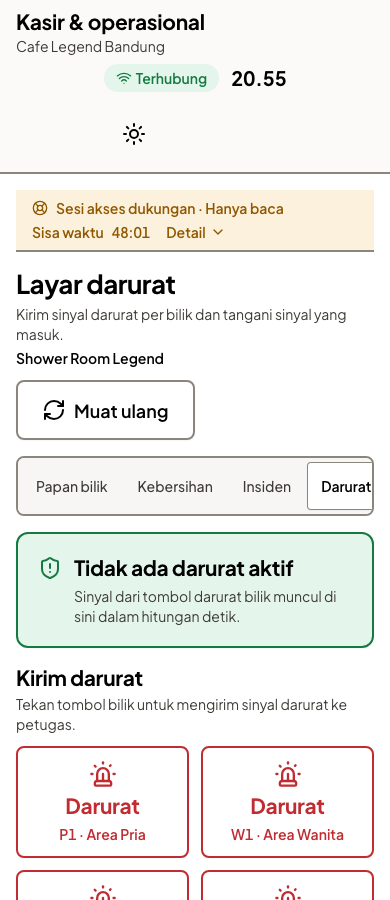 Kasir & operasional
Cafe Legend Bandung
Terhubung 20.55
Sesi akses dukungan · Hanya baca
Sisa waktu 48:01 Detail
Layar darurat
Kirim sinyal darurat per bilik dan tangani sinyal yang
masuk.
Shower Room Legend
Muat ulang
Papan bilik Kebersihan Insiden Darurat
Tidak ada darurat aktif
Sinyal dari tombol darurat bilik muncul di
sini dalam hitungan detik.
Kirim darurat
Tekan tombol bilik untuk mengirim sinyal darurat ke
petugas.
Darurat Darurat
P1 · Area Pria W1 · Area Wanita